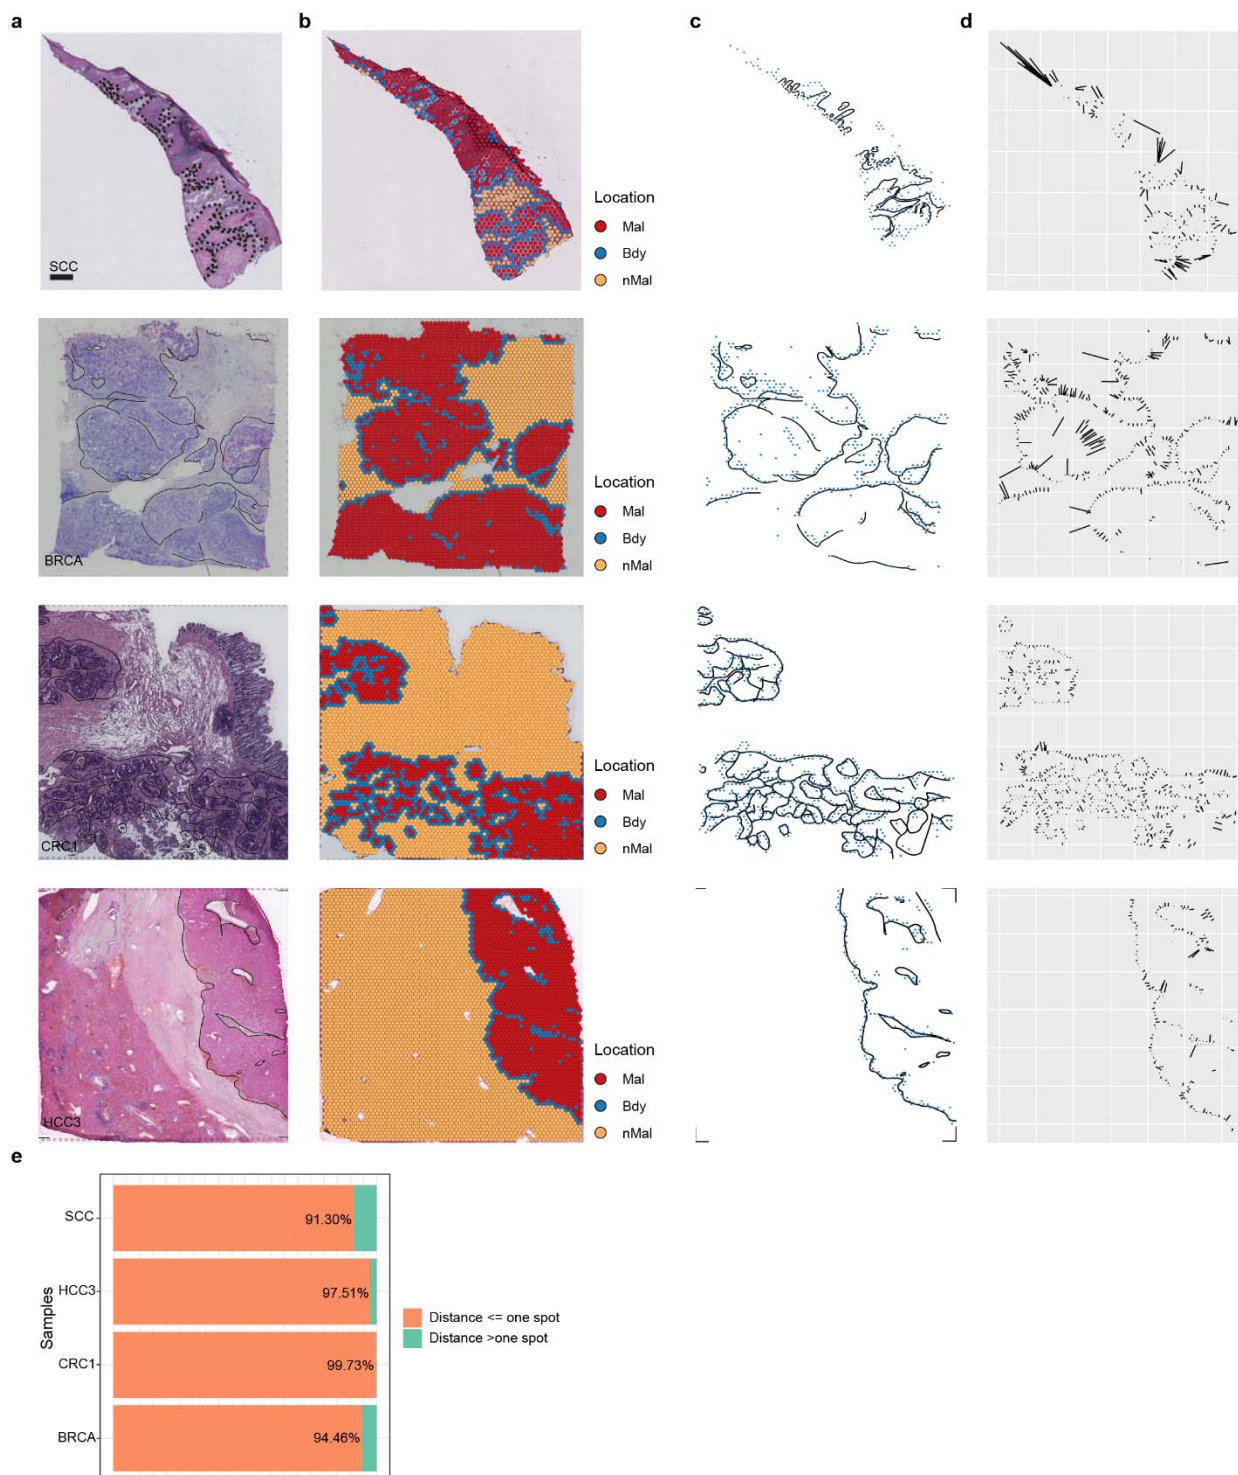 a
b
c
d
SCC
Location
Mal
Bdy
nMal
BRCA
Location
Mal
Bdy
nMal
CRC1
Location
Mal
Bdy
nMal
HCC3
Location
Mal
Bdy
nMal
e
Samples
SCC
91.30%
HCC3
97.51%
CRC1
99.73%
BRCA
94.46%
Distance <= one spot
Distance >one spot